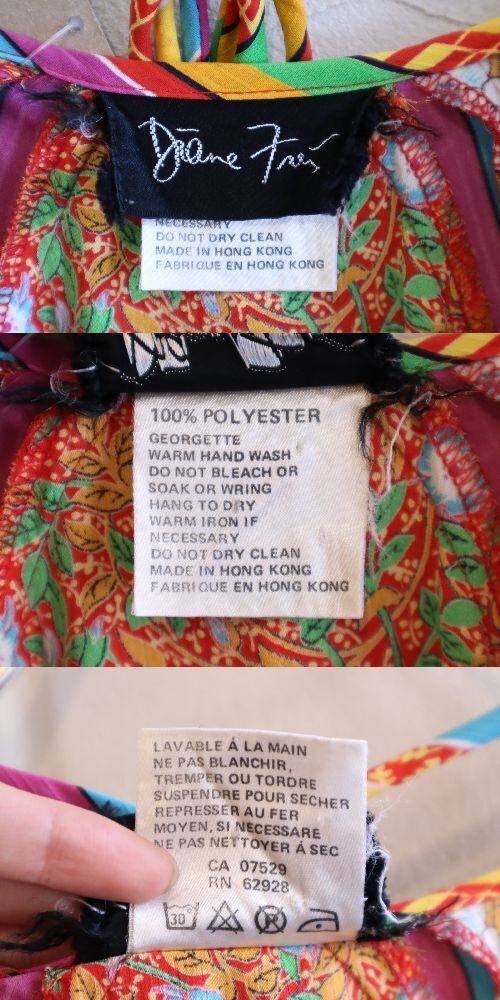 Diane Freis
NECESSARY
DO NOT DRY CLEAN
MADE IN HONG KONG
FABRIQUE EN HONG KONG
100% POLYESTER
GEORGETTE
WARM HAND WASH
DO NOT BLEACH OR
SOAK OR WRING
HANG TO DRY
WARM IRON IF
NECESSARY
DO NOT DRY CLEAN
MADE IN HONG KONG
FABRIQUE EN HONG KONG
LAVABLE Á LA MAIN
NE PAS BLANCHIR,
TREMPER OU TORDRE
SUSPENDRE POUR SECHER
REPRESSER AU FER
MOYEN, SI NECESSARE
NE PAS NETTOYER Á SEC
CA 07529
RN 62928
30°
P